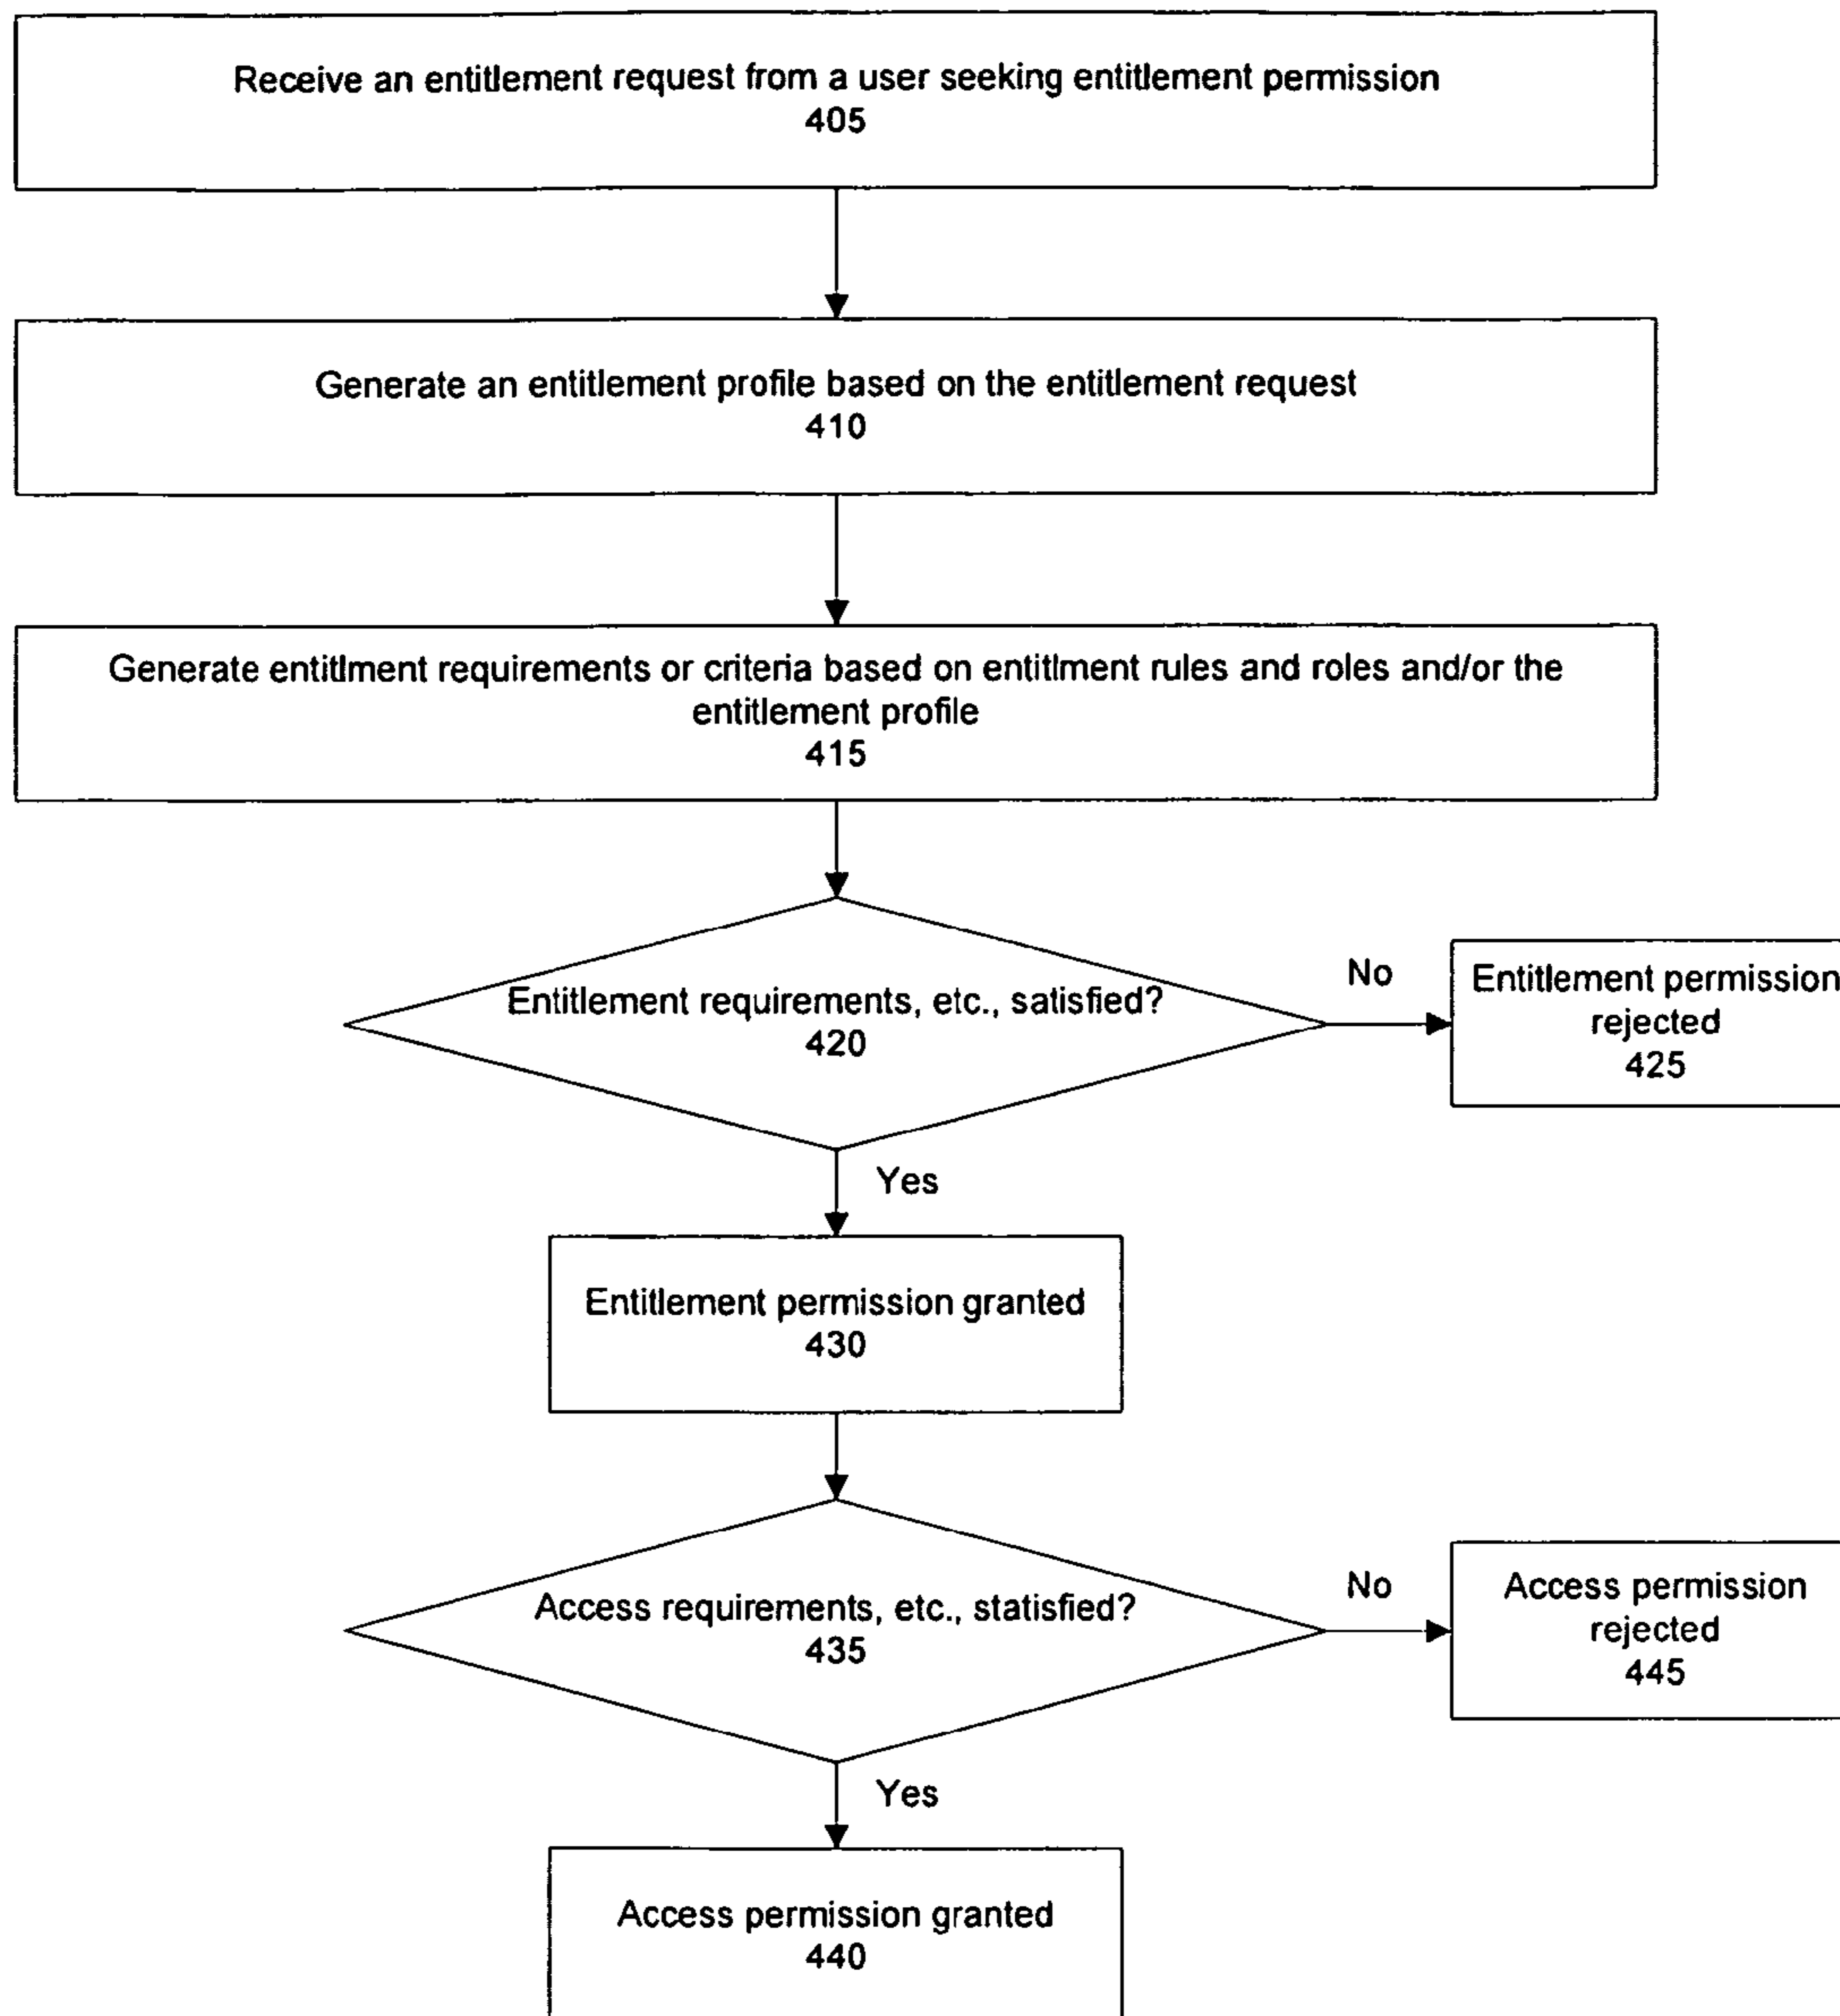 Receive an entitlement request from a user seeking entitlement permission
405
Generate an entitlement profile based on the entitlement request
410
Generate entitlment requirements or criteria based on entitlment rules and roles and/or the
entitlement profile
415
Entitlement requirements, etc., satisfied?
420
No
Entitlement permission
rejected
425
Yes
Entitlement permission granted
430
Access requirements, etc., statisfied?
435
No
Access permission
rejected
445
Yes
Access permission granted
440